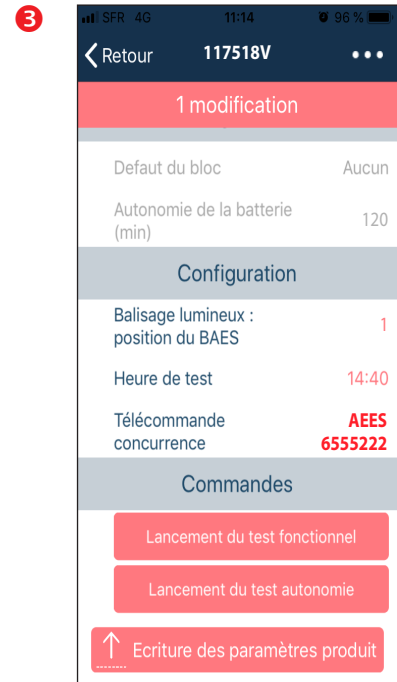 3
SFR 4G 11:14 96 %
Retour 117518V ...
1 modification
Defaut du bloc Aucun
Autonomie de la batterie
(min) 120
Configuration
Balisage lumineux :
position du BAES 1
Heure de test 14:40
Télécommande AEES
concurrence 6555222
Commandes
Lancement du test fonctionnel
Lancement du test autonomie
Ecriture des paramètres produit